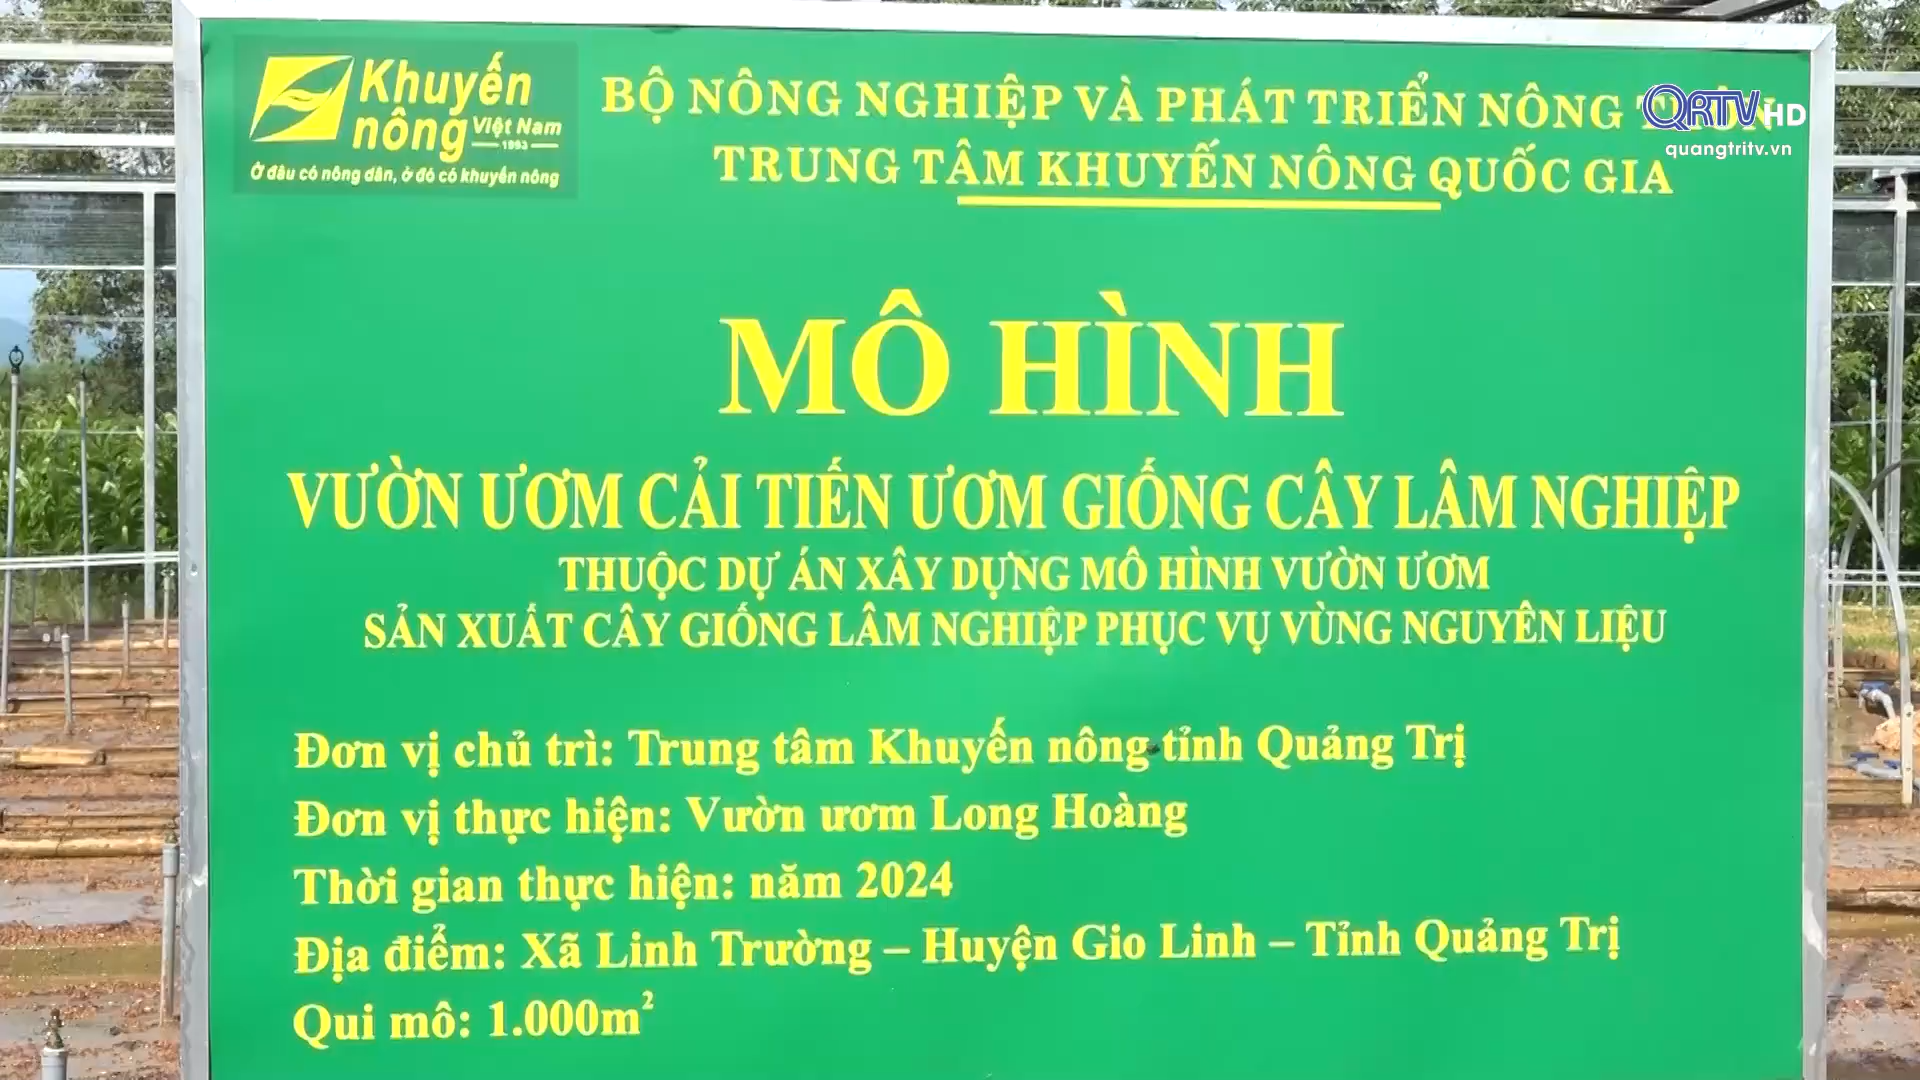 Khuyến nông Việt Nam
1993
Ở đâu có nông dân, ở đó có khuyến nông
BỘ NÔNG NGHIỆP VÀ PHÁT TRIỂN NÔNG THÔN
TRUNG TÂM KHUYẾN NÔNG QUỐC GIA
QRTV HD
quangtritv.vn
MÔ HÌNH
VƯỜN ƯƠM CẢI TIẾN ƯƠM GIỐNG CÂY LÂM NGHIỆP
THUỘC DỰ ÁN XÂY DỰNG MÔ HÌNH VƯỜN ƯƠM
SẢN XUẤT CÂY GIỐNG LÂM NGHIỆP PHỤC VỤ VÙNG NGUYÊN LIỆU
Đơn vị chủ trì: Trung tâm Khuyến nông tỉnh Quảng Trị
Đơn vị thực hiện: Vườn ươm Long Hoàng
Thời gian thực hiện: năm 2024
Địa điểm: Xã Linh Trường – Huyện Gio Linh – Tỉnh Quảng Trị
Qui mô: 1.000m²